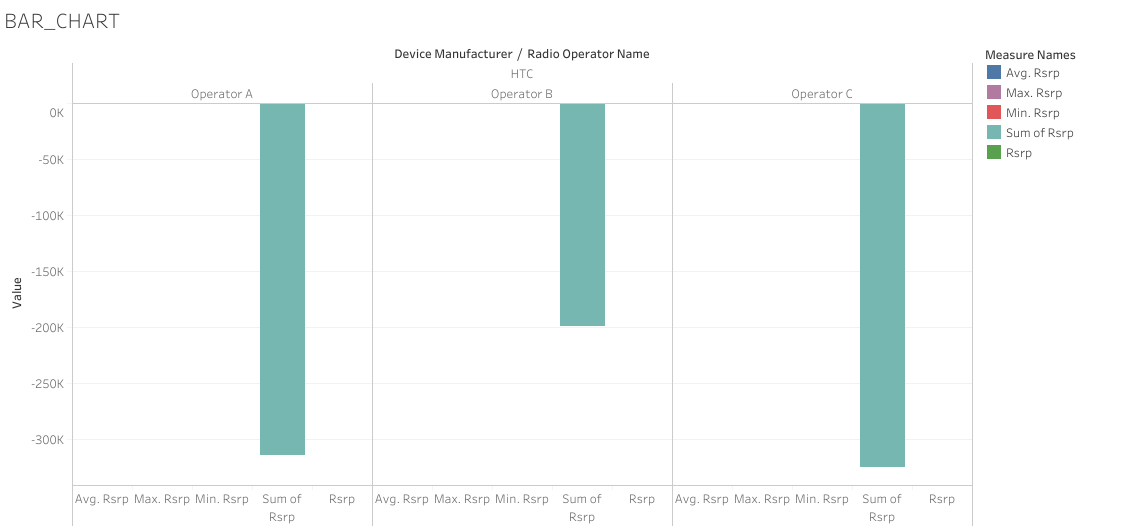 BAR_CHART
Device Manufacturer / Radio Operator Name
HTC
Operator A Operator B Operator C
Measure Names
Avg. Rsrp
Max. Rsrp
Min. Rsrp
Sum of Rsrp
Rsrp
Value
0K
-50K
-100K
-150K
-200K
-250K
-300K
Avg. Rsrp Max. Rsrp Min. Rsrp Sum of Rsrp Avg. Rsrp Max. Rsrp Min. Rsrp Sum of Rsrp Avg. Rsrp Max. Rsrp Min. Rsrp Sum of Rsrp
Rsrp Rsrp Rsrp